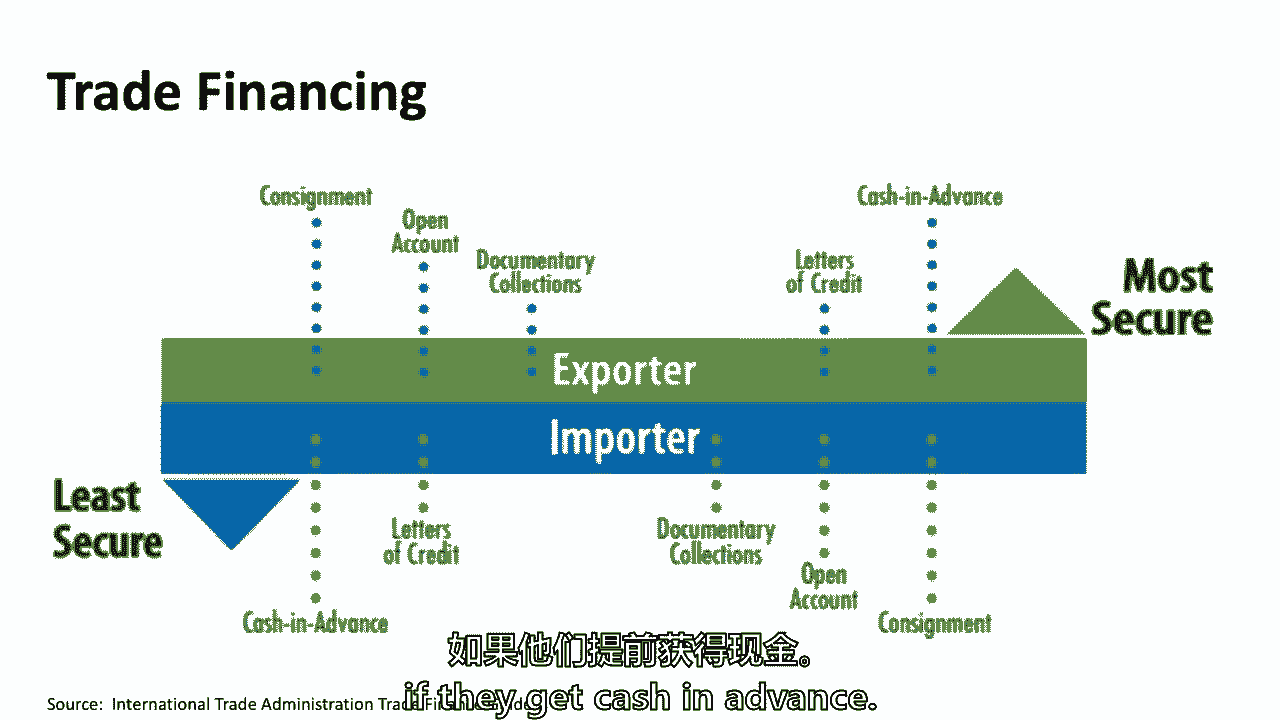 Trade Financing
Consignment
Open
Account
Documentary
Collections
Letters
of Credit
Cash-in-Advance
Most
Secure
Exporter
Importer
Least
Secure
Cash-in-Advance
Letters
of Credit
Documentary
Collections
Open
Account
Consignment
如果他们提前获得现金。
if they get cash in advance.
Source: International Trade Administration